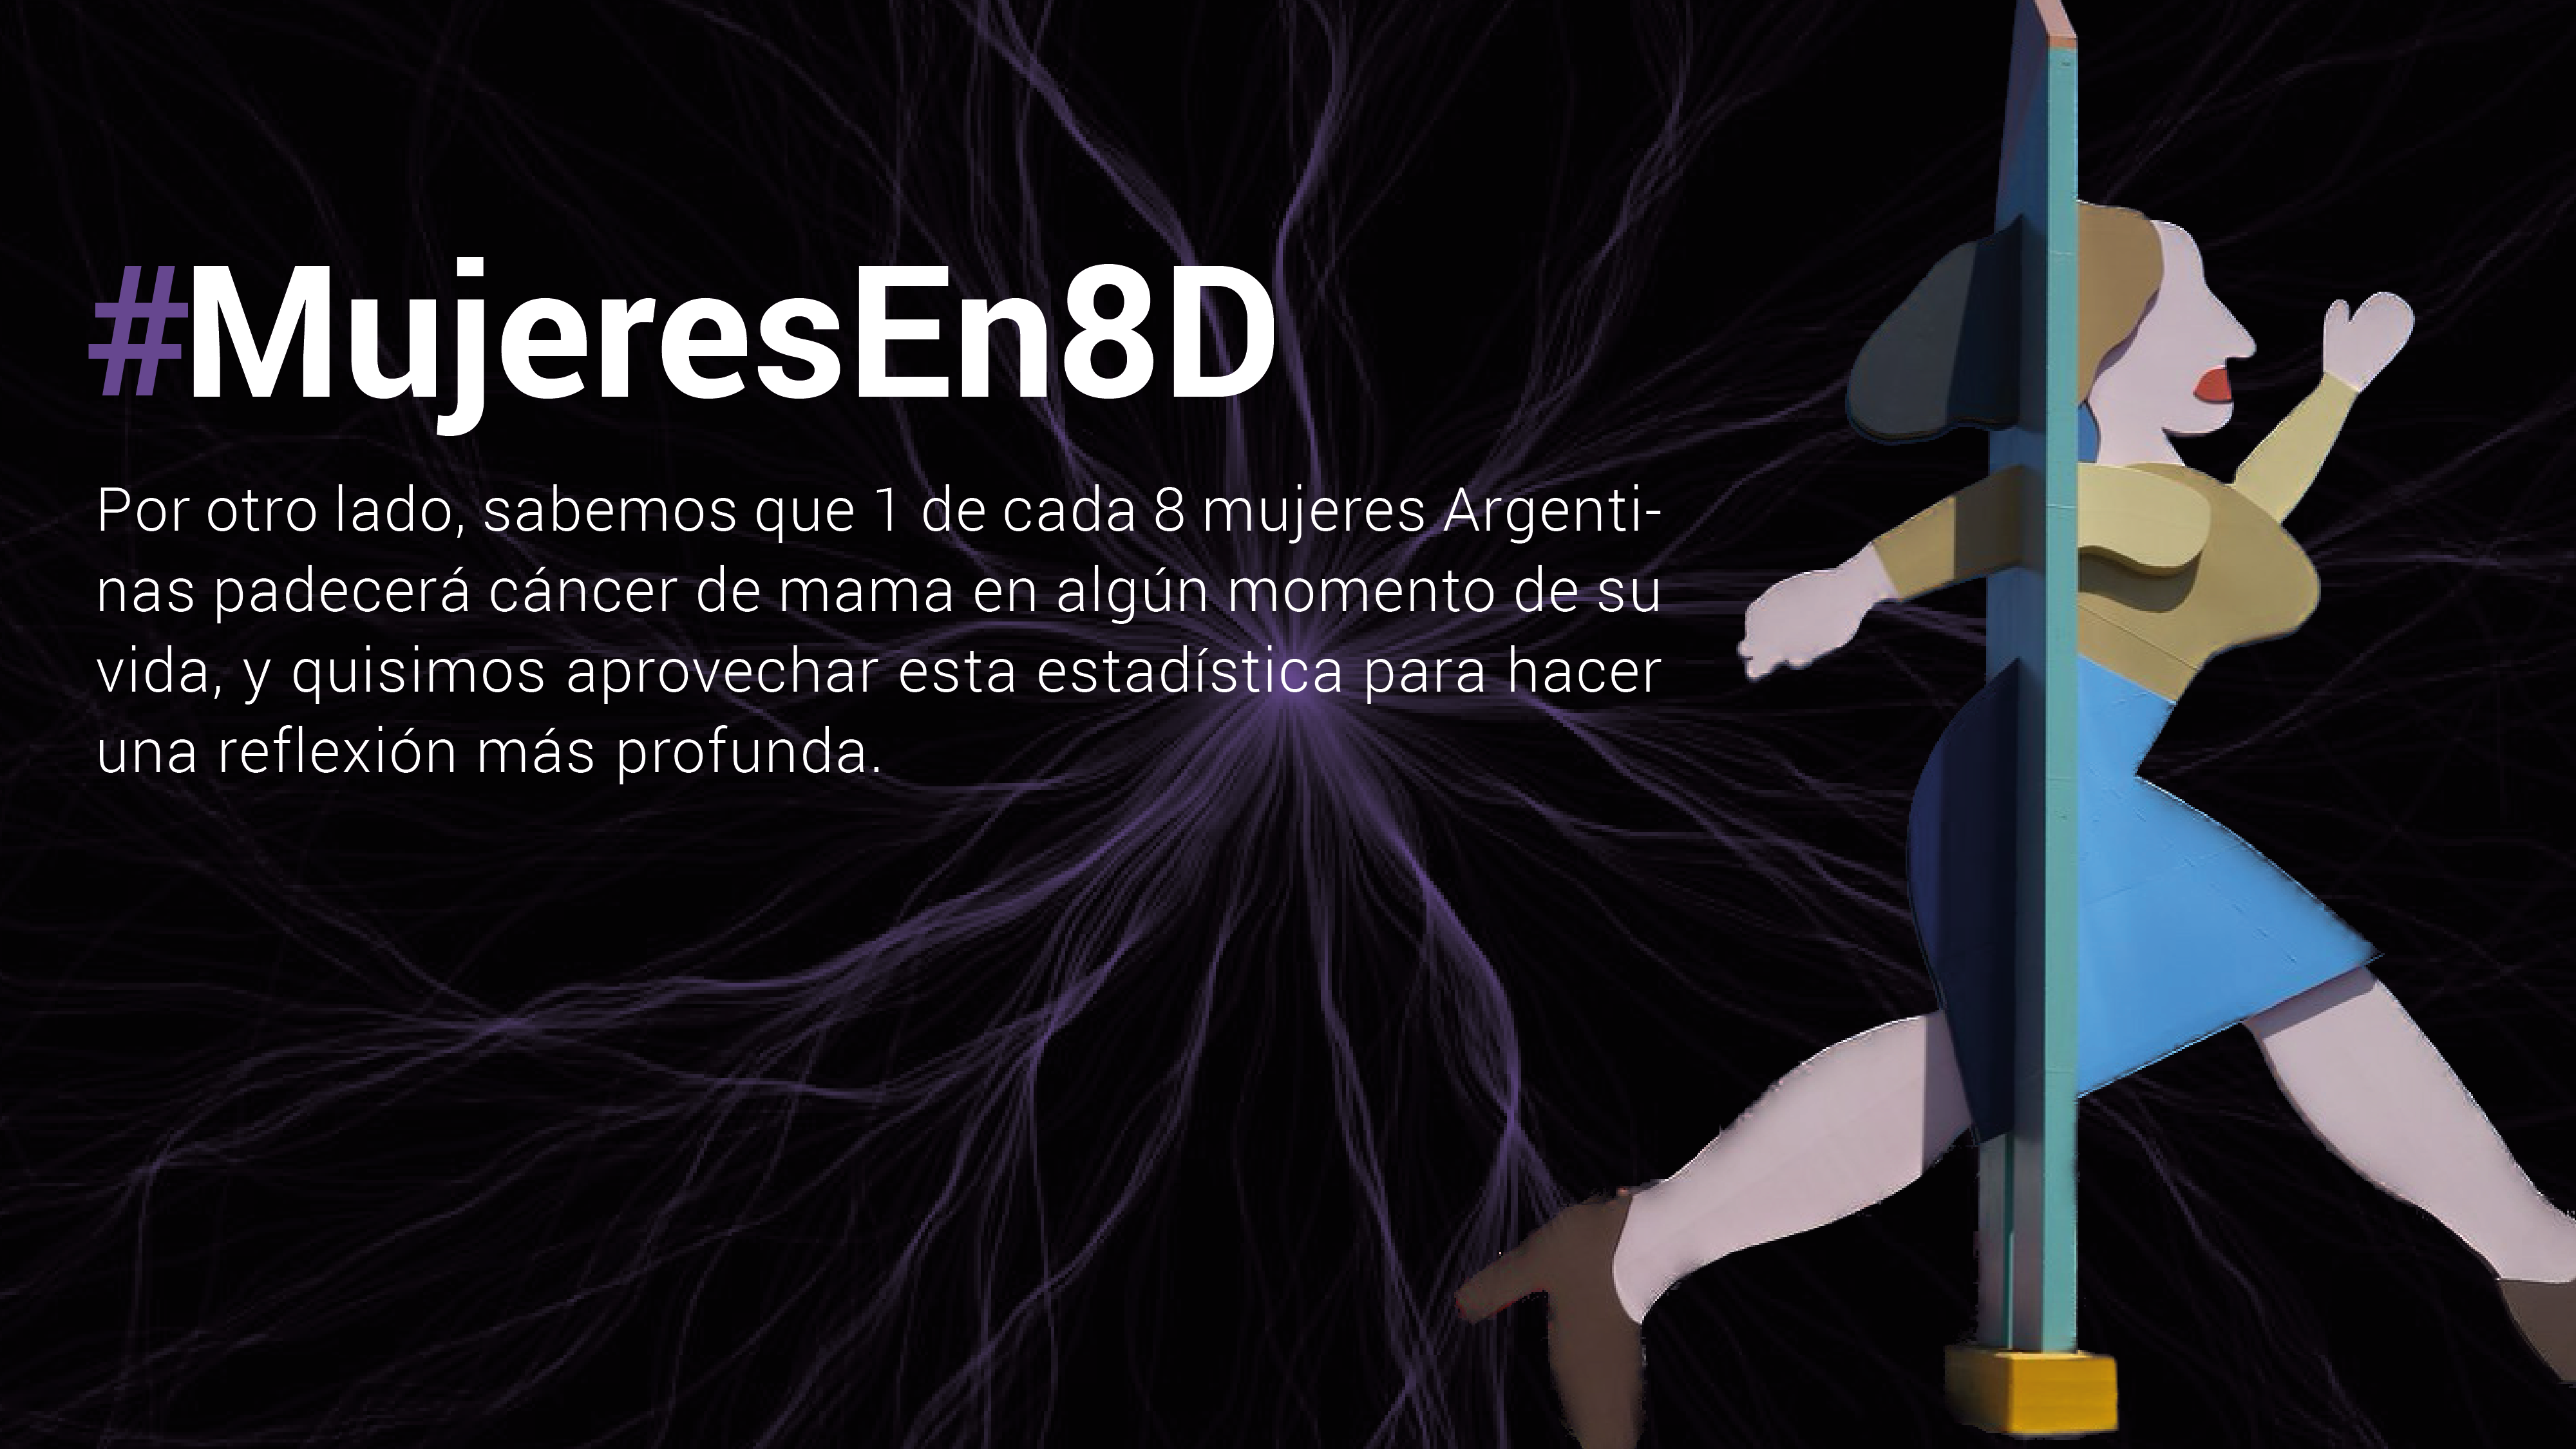 #MujeresEn8D
Por otro lado, sabemos que 1 de cada 8 mujeres Argenti-
nas padecerá cáncer de mama en algún momento de su
vida, y quisimos aprovechar esta estadística para hacer
una reflexión más profunda.